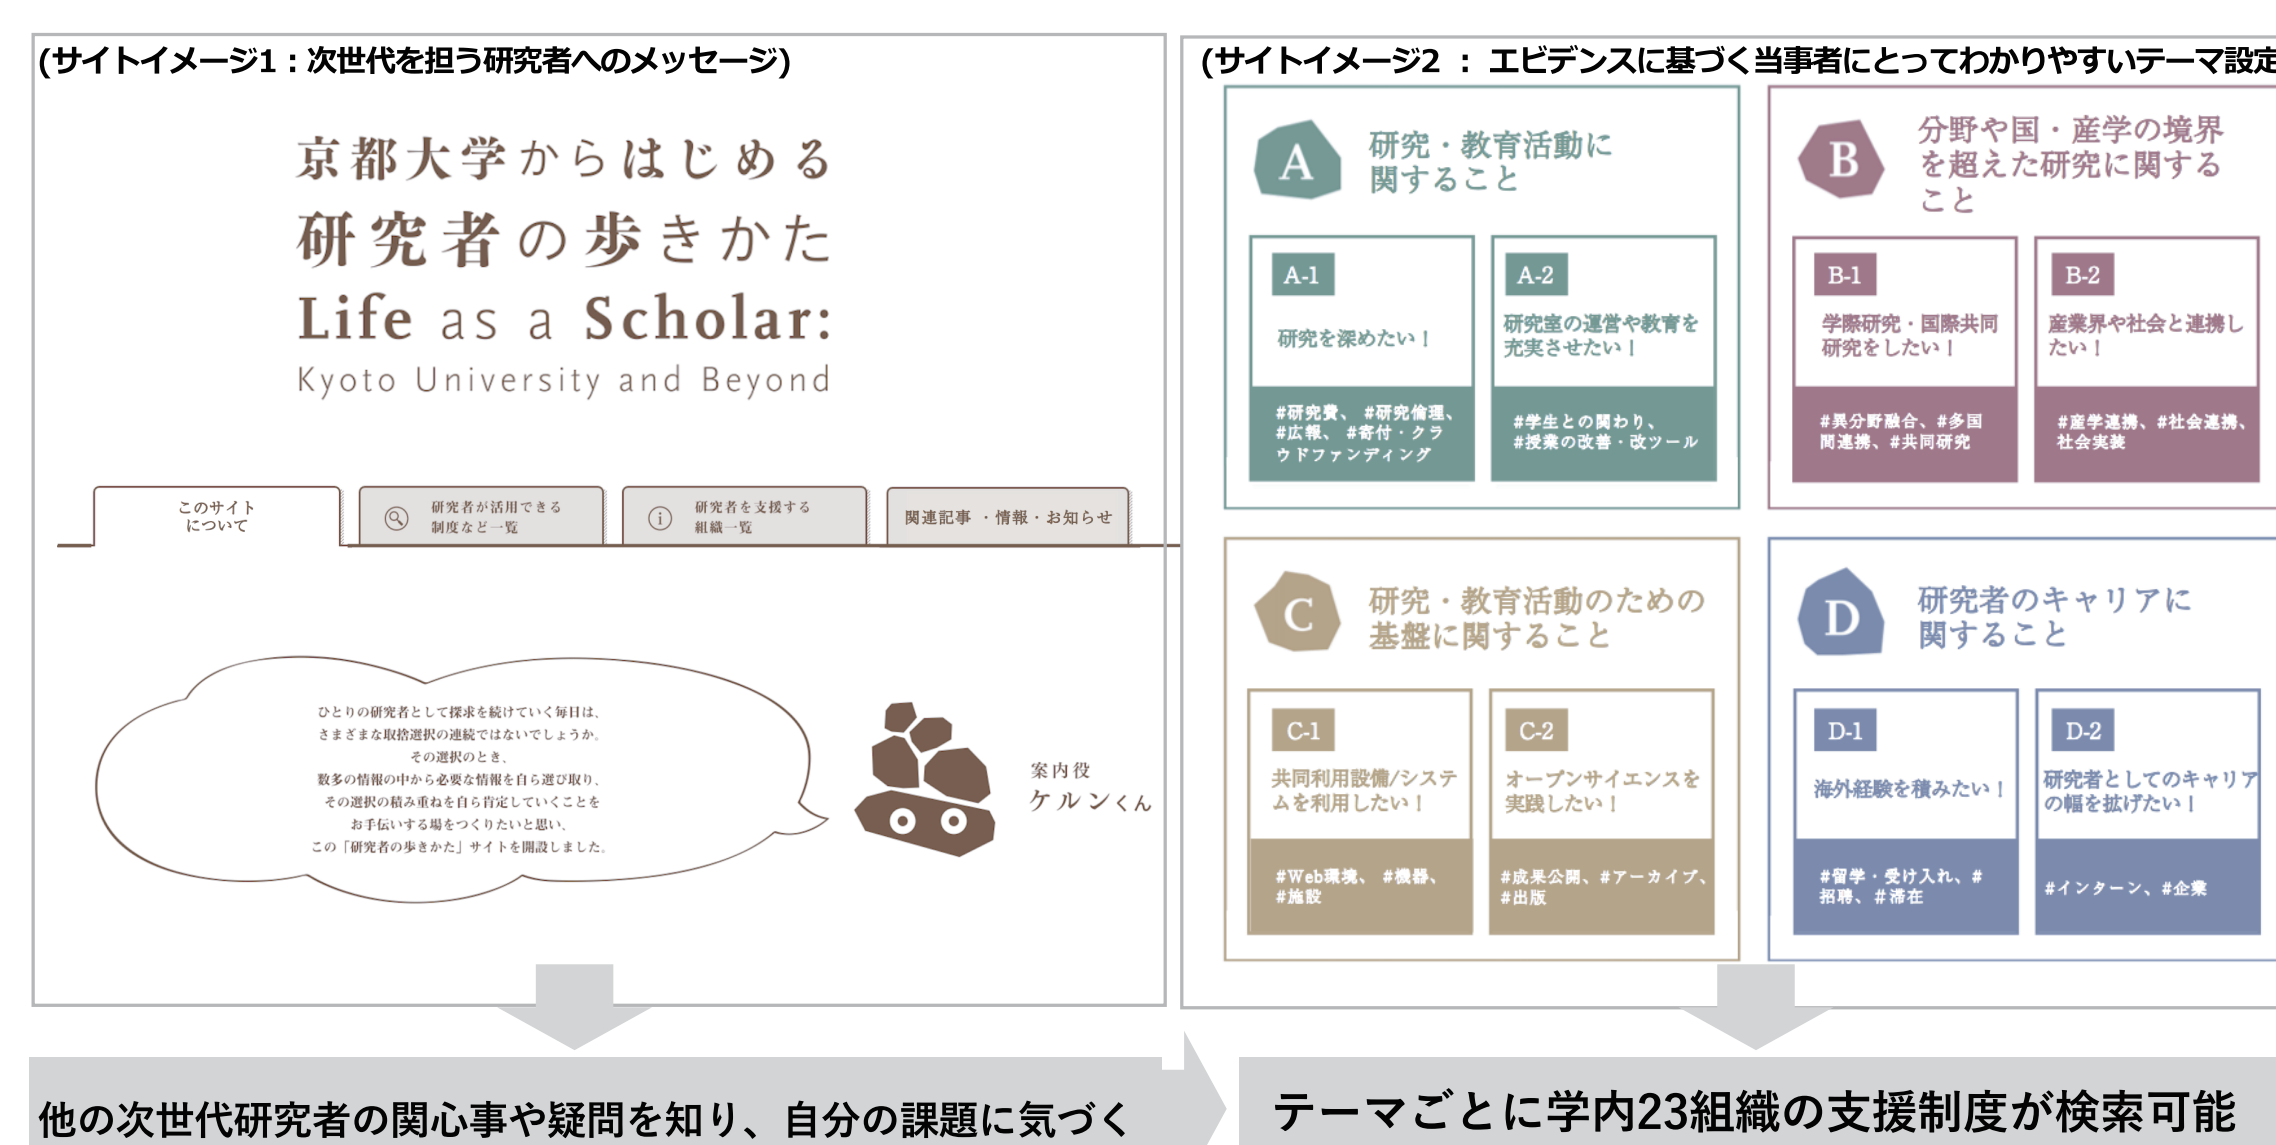 (サイトイメージ1：次世代を担う研究者へのメッセージ)
京都大学からはじめる
研究者の歩きかた
Life as a Scholar:
Kyoto University and Beyond
このサイト
について
研究者が活用できる
制度など一覧
i
研究者を支援する
組織一覧
関連記事 ・情報・お知らせ
ひとりの研究者として探求を続けていく毎日は、
さまざまな取捨選択の連続ではないでしょうか。
その選択のとき、
数多の情報の中から必要な情報を自ら選び取り、
その選択の積み重ねを自ら肯定していくことを
お手伝いする場をつくりたいと思い、
この「研究者の歩きかた」サイトを開設しました。
案内役
ケルンくん
他の次世代研究者の関心事や疑問を知り、自分の課題に気づく
(サイトイメージ2 ： エビデンスに基づく当事者にとってわかりやすいテーマ設定
A
研究・教育活動に
関すること
A-1
研究を深めたい！
#研究費、 #研究倫理、
#広報、 #寄付・クラ
ウドファンディング
A-2
研究室の運営や教育を
充実させたい！
#学生との関わり、
#授業の改善・改ツール
B
分野や国・産学の境界
を超えた研究に関する
こと
B-1
学際研究・国際共同
研究をしたい！
#異分野融合、#多国
間連携、#共同研究
B-2
産業界や社会と連携し
たい！
#産学連携、#社会連携、
社会実装
C
研究・教育活動のための
基盤に関すること
C-1
共同利用設備/システ
ムを利用したい！
#Web環境、 #機器、
#施設
C-2
オープンサイエンスを
実践したい！
#成果公開、#アーカイブ、
#出版
D
研究者のキャリアに
関すること
D-1
海外経験を積みたい！
#留学・受け入れ、#
招聘、＃滞在
D-2
研究者としてのキャリア
の幅を拡げたい！
#インターン、#企業
テーマごとに学内23組織の支援制度が検索可能